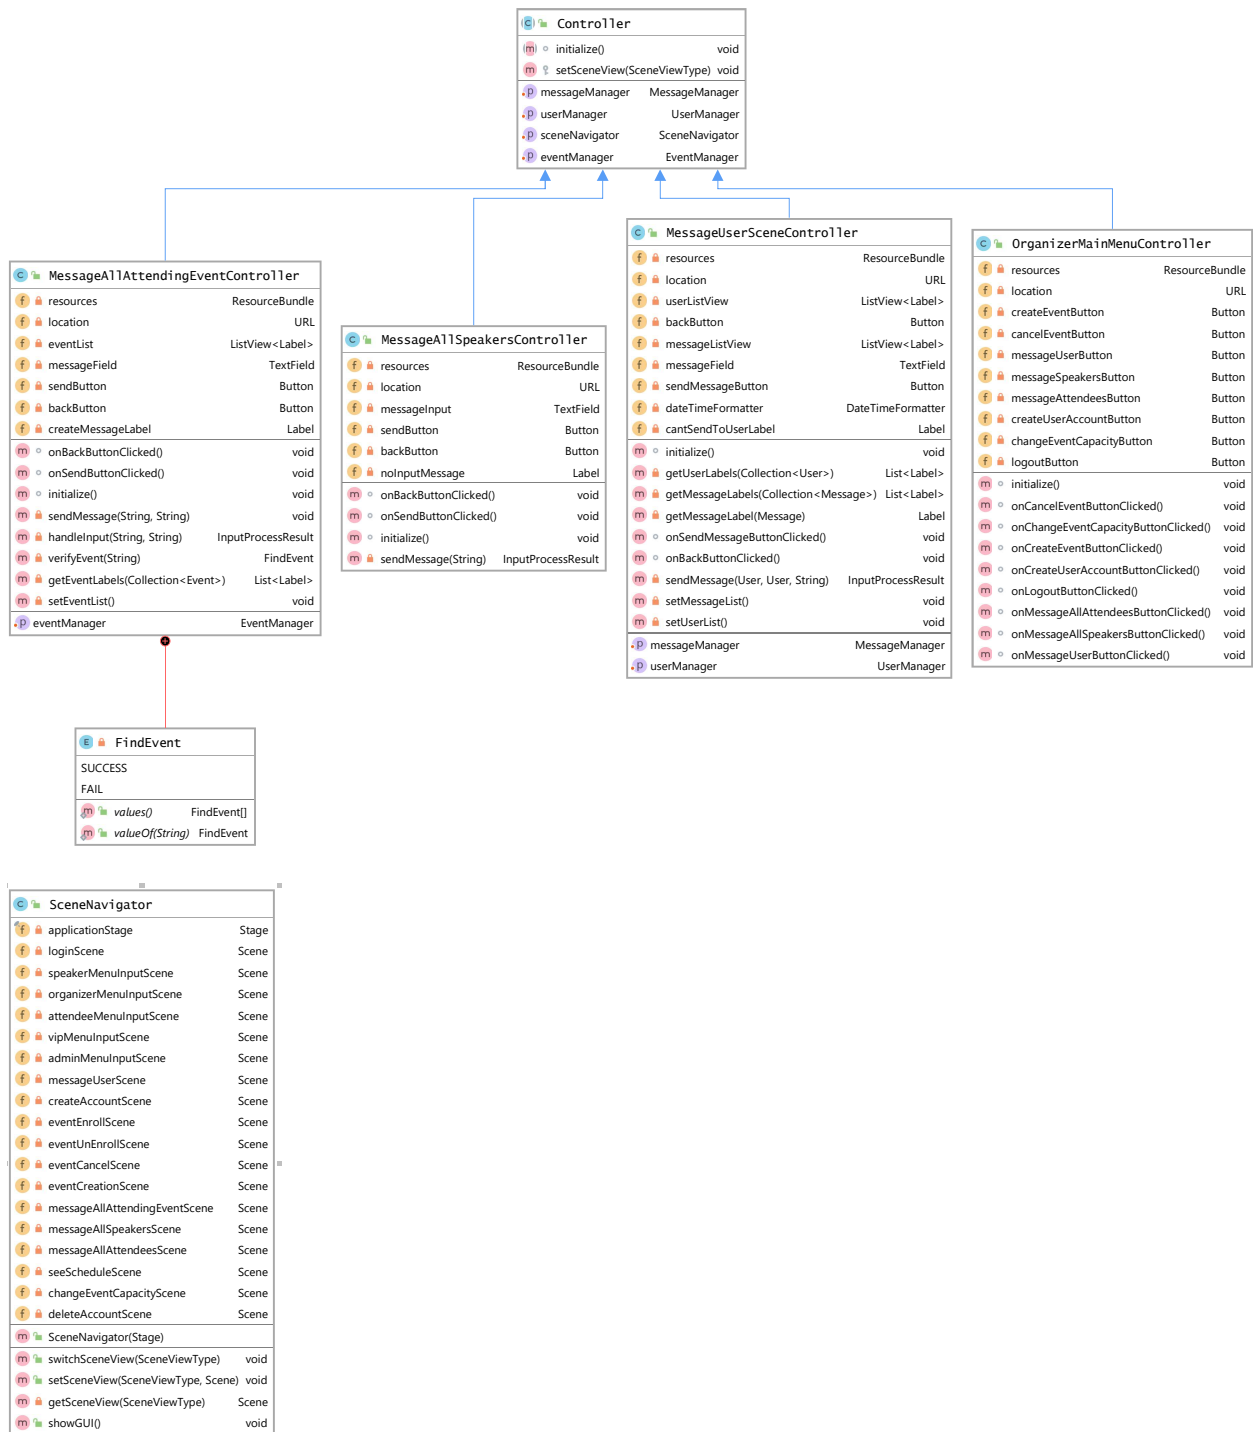 Controller
initialize() void
setSceneView(SceneViewType) void
messageManager MessageManager
userManager UserManager
sceneNavigator SceneNavigator
eventManager EventManager
MessageAllAttendingEventController
resources ResourceBundle
location URL
eventList ListView<Label>
messageField TextField
sendButton Button
backButton Button
createMessageLabel Label
onBackButtonClicked() void
onSendButtonClicked() void
initialize() void
sendMessage(String, String) void
handleInput(String, String) InputProcessResult
verifyEvent(String) FindEvent
getEventLabels(Collection<Event>) List<Label>
setEventList() void
eventManager EventManager
MessageAllSpeakersController
resources ResourceBundle
location URL
messageInput TextField
sendButton Button
backButton Button
noInputMessage Label
onBackButtonClicked() void
onSendButtonClicked() void
initialize() void
sendMessage(String) InputProcessResult
MessageUserSceneController
resources ResourceBundle
location URL
userListView ListView<Label>
backButton Button
messageListView ListView<Label>
messageField TextField
sendMessageButton Button
dateTimeFormatter DateTimeFormatter
cantSendToUserLabel Label
initialize() void
getUserLabels(Collection<User>) List<Label>
getMessageLabels(Collection<Message>) List<Label>
getMessageLabel(Message) Label
onSendMessageButtonClicked() void
onBackButtonClicked() void
sendMessage(User, User, String) InputProcessResult
setMessageList() void
setUserList() void
messageManager MessageManager
userManager UserManager
OrganizerMainMenuController
resources ResourceBundle
location URL
createEventButton Button
cancelEventButton Button
messageUserButton Button
messageSpeakersButton Button
messageAttendeesButton Button
createUserAccountButton Button
changeEventCapacityButton Button
logoutButton Button
initialize() void
onCancelEventButtonClicked() void
onChangeEventCapacityButtonClicked() void
onCreateEventButtonClicked() void
onCreateUserAccountButtonClicked() void
onLogoutButtonClicked() void
onMessageAllAttendeesButtonClicked() void
onMessageAllSpeakersButtonClicked() void
onMessageUserButtonClicked() void
FindEvent
SUCCESS
FAIL
values() FindEvent[]
valueOf(String) FindEvent
SceneNavigator
applicationStage Stage
loginScene Scene
speakerMenuInputScene Scene
organizerMenuInputScene Scene
attendeeMenuInputScene Scene
vipMenuInputScene Scene
adminMenuInputScene Scene
messageUserScene Scene
createAccountScene Scene
eventEnrollScene Scene
eventUnEnrollScene Scene
eventCancelScene Scene
eventCreationScene Scene
messageAllAttendingEventScene Scene
messageAllSpeakersScene Scene
messageAllAttendeesScene Scene
seeScheduleScene Scene
changeEventCapacityScene Scene
deleteAccountScene Scene
SceneNavigator(Stage)
switchSceneView(SceneViewType) void
setSceneView(SceneViewType, Scene) void
getSceneView(SceneViewType) Scene
showGUI() void